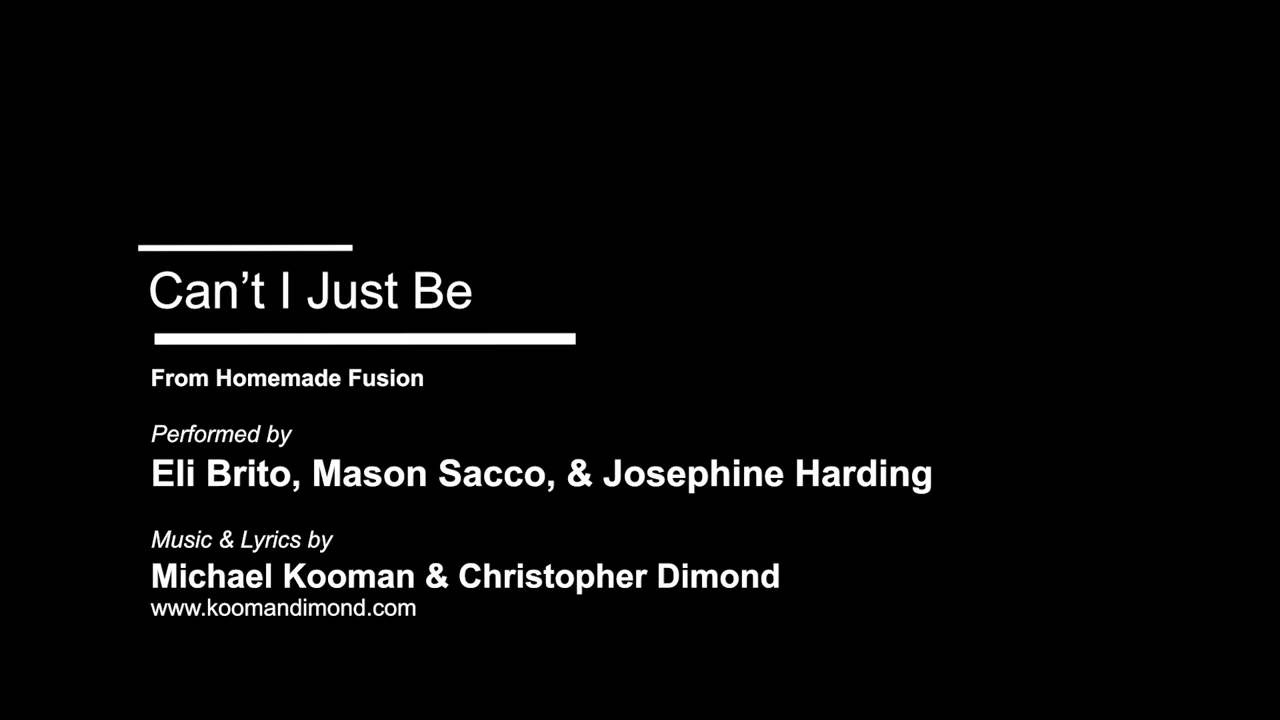 Can’t I Just Be
From Homemade Fusion
Performed by
Eli Brito, Mason Sacco, & Josephine Harding
Music & Lyrics by
Michael Kooman & Christopher Dimond
www.koomandimond.com